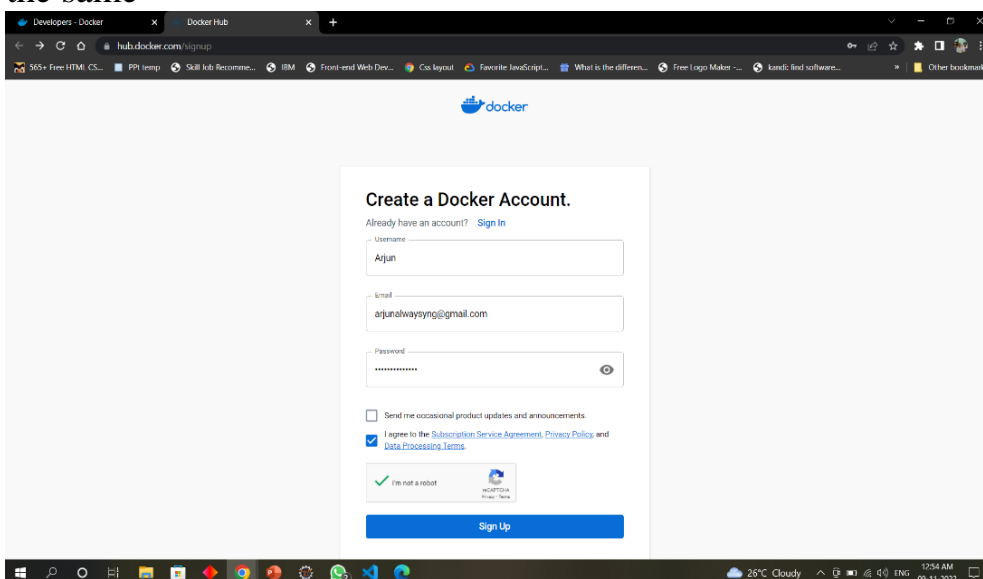 the same
Developers - Docker
Docker Hub
hub.docker.com/signup
565+ Free HTML CS...
PPt temp
Skill Job Recomme...
IBM
Front-end Web Dev...
Css layout
Favorite JavaScript...
What is the differen...
Free Logo Maker -...
kandi: find software...
»
Other bookmark
docker
Create a Docker Account.
Already have an account? Sign In
Username
Arjun
Email
arjunalwaysyng@gmail.com
Password
••••••••••••••
Send me occasional product updates and announcements.
I agree to the Subscription Service Agreement, Privacy Policy, and
Data Processing Terms.
I'm not a robot
reCAPTCHA
Privacy - Terms
Sign Up
26°C Cloudy
ENG
12:54 AM